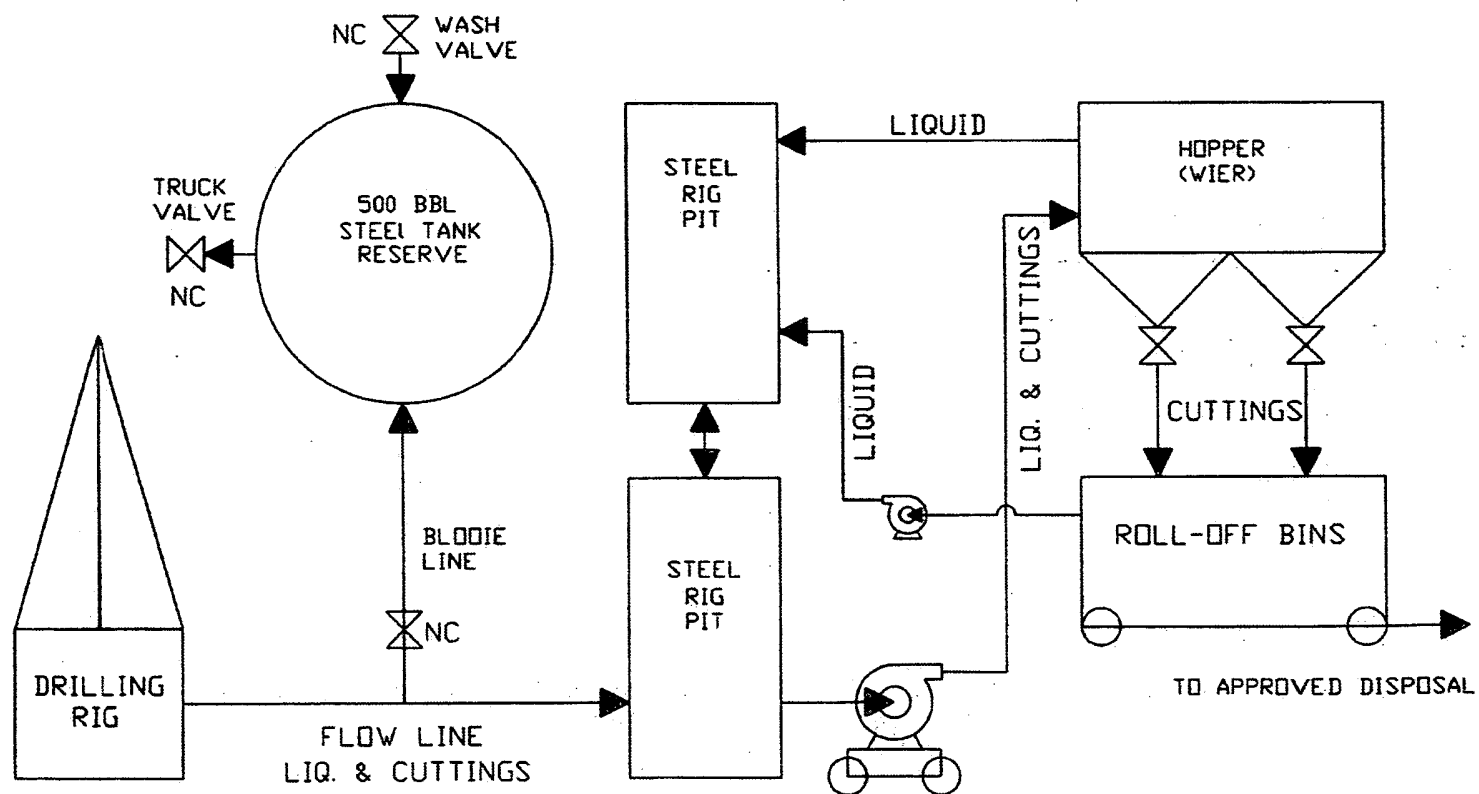 NC
WASH
VALVE
TRUCK
VALVE
NC
500 BBL
STEEL TANK
RESERVE
STEEL
RIG
PIT
LIQUID
HOPPER
(WIER)
LIQUID
LIQ. & CUTTINGS
CUTTINGS
BLOOIE
LINE
NC
STEEL
RIG
PIT
ROLL-OFF BINS
DRILLING
RIG
FLOW LINE
LIQ. & CUTTINGS
TO APPROVED DISPOSAL